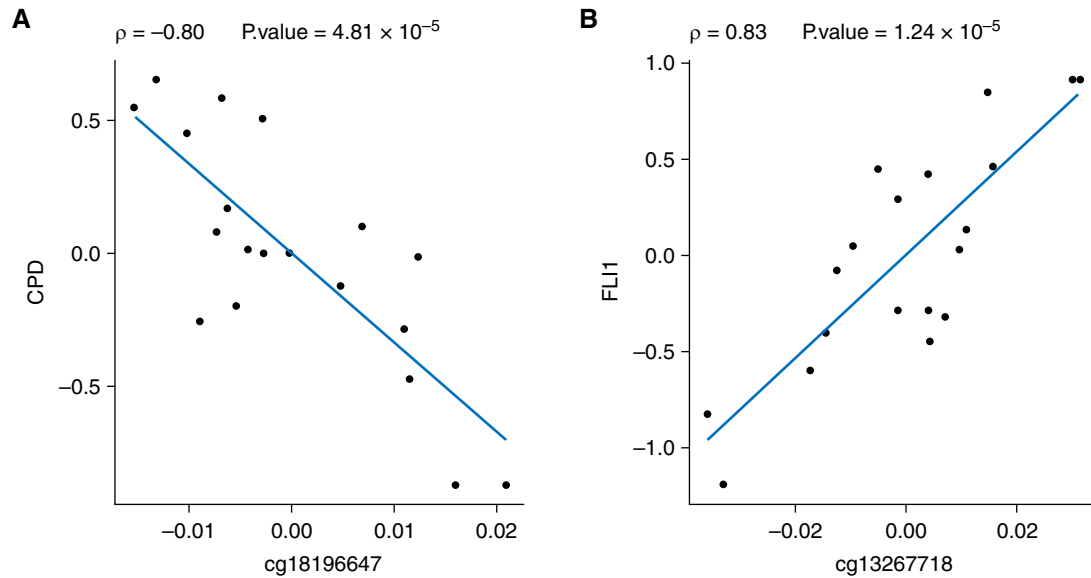 A
ρ = –0.80 P.value = 4.81 × 10⁻⁵
CPD
0.5
0.0
–0.5
–0.01 0.00 0.01 0.02
cg18196647
B
ρ = 0.83 P.value = 1.24 × 10⁻⁵
FLI1
1.0
0.5
0.0
–0.5
–1.0
–0.02 0.00 0.02
cg13267718